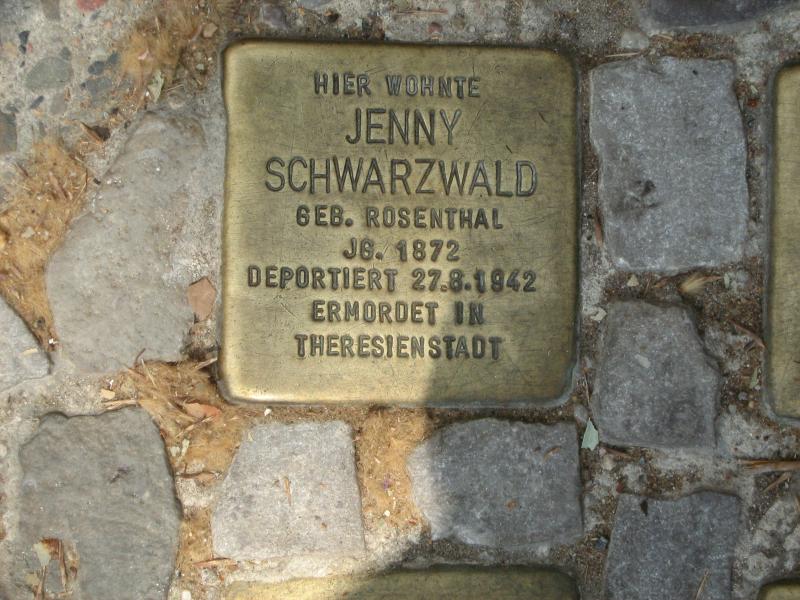 HIER WOHNTE
JENNY
SCHWARZWALD
GEB. ROSENTHAL
JG. 1872
DEPORTIERT 27.8.1942
ERMORDET IN
THERESIENSTADT